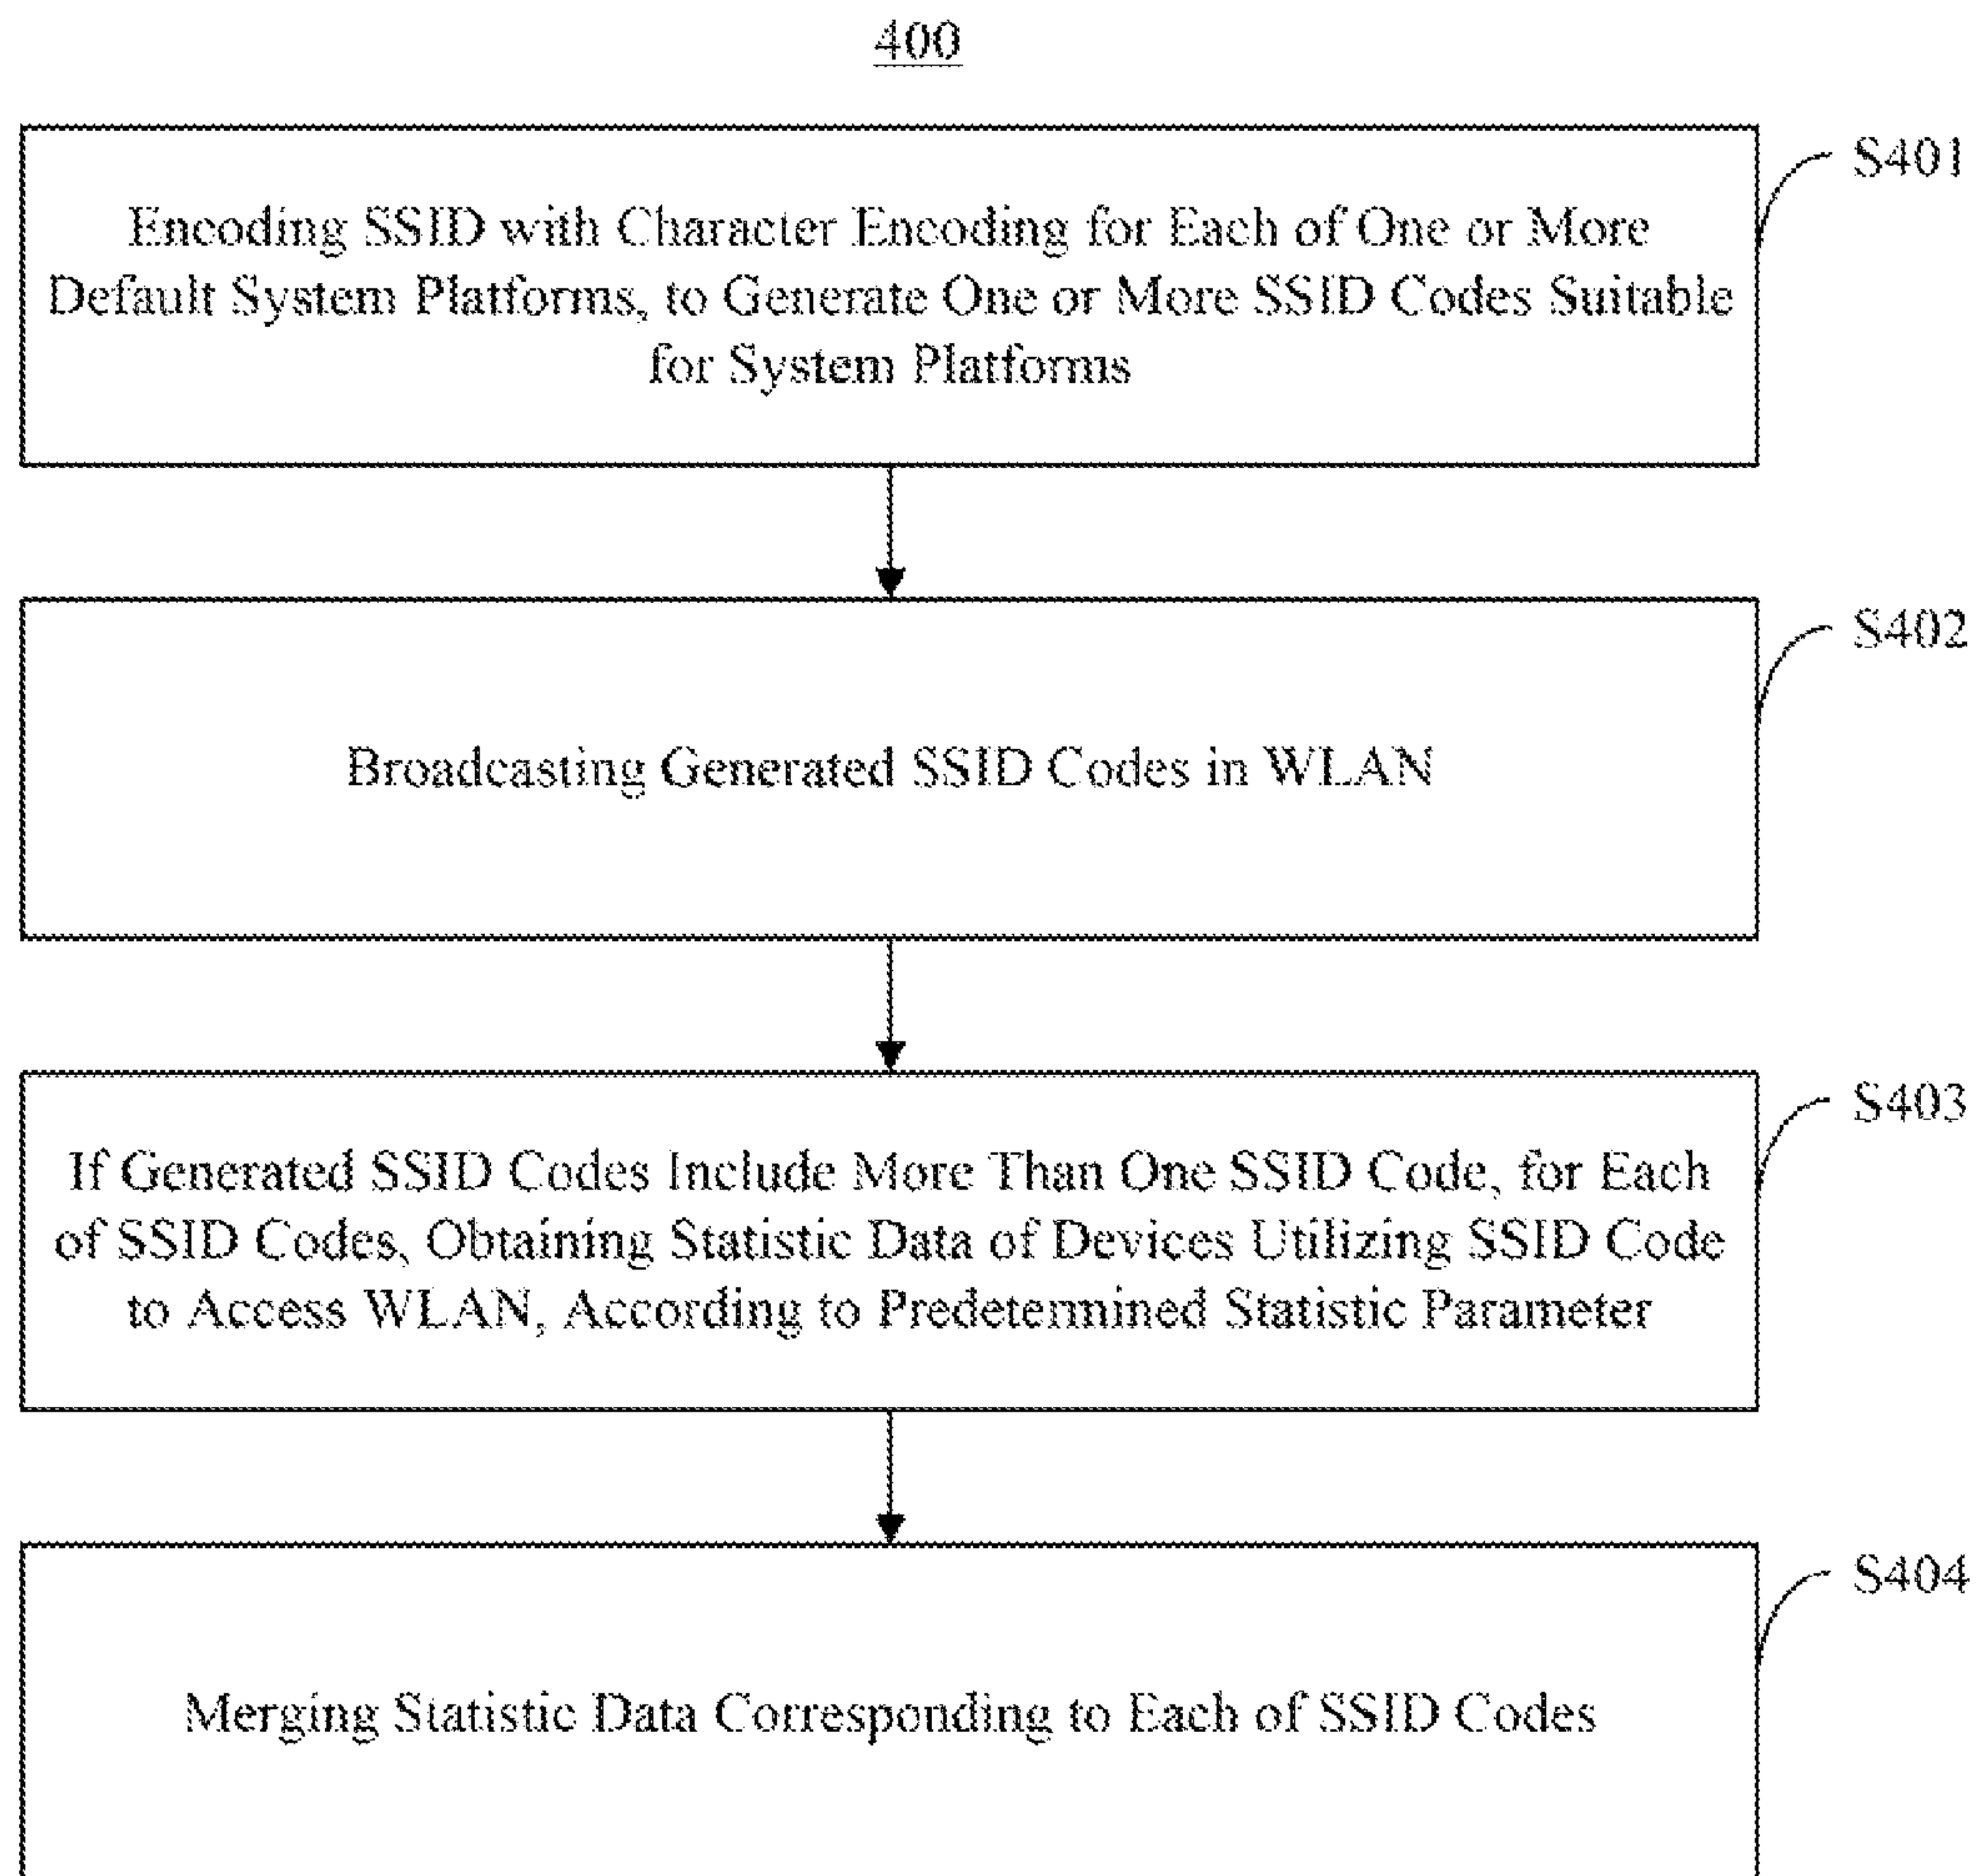 400
S401
Encoding SSID with Character Encoding for Each of One or More
Default System Platforms, to Generate One or More SSID Codes Suitable
for System Platforms
S402
Broadcasting Generated SSID Codes in WLAN
S403
If Generated SSID Codes Include More Than One SSID Code, for Each
of SSID Codes, Obtaining Statistic Data of Devices Utilizing SSID Code
to Access WLAN, According to Predetermined Statistic Parameter
S404
Merging Statistic Data Corresponding to Each of SSID Codes